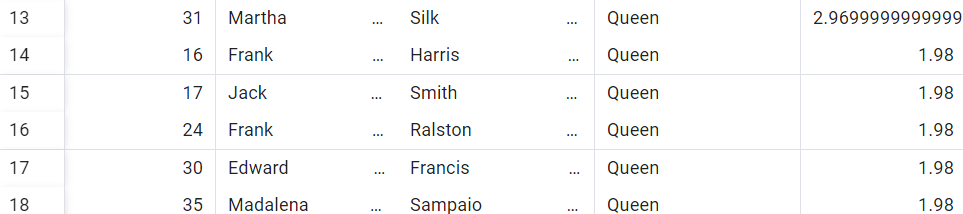 13 31 Martha ... Silk ... Queen 2.9699999999999
14 16 Frank ... Harris ... Queen 1.98
15 17 Jack ... Smith ... Queen 1.98
16 24 Frank ... Ralston ... Queen 1.98
17 30 Edward ... Francis ... Queen 1.98
18 35 Madalena ... Sampaio ... Queen 1.98